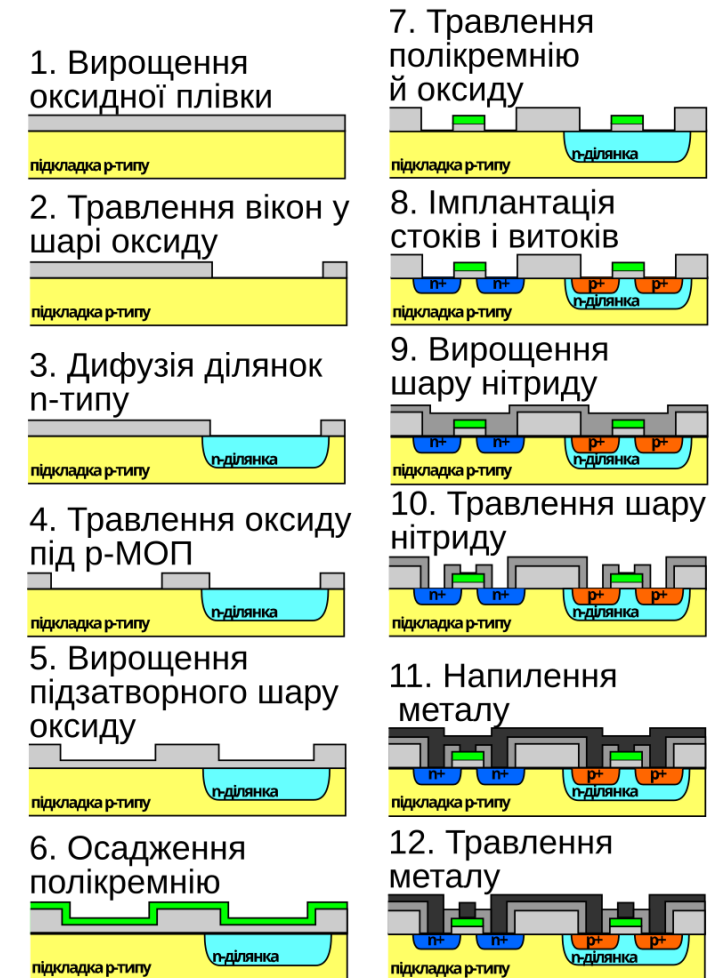 1. Вирощення
оксидної плівки
підкладка p-типу
2. Травлення вікон у
шарі оксиду
підкладка p-типу
3. Дифузія ділянок
n-типу
n-ділянка
підкладка p-типу
4. Травлення оксиду
під р-МОП
n-ділянка
підкладка p-типу
5. Вирощення
підзатворного шару
оксиду
n-ділянка
підкладка p-типу
6. Осадження
полікремнію
n-ділянка
підкладка p-типу
7. Травлення
полікремнію
й оксиду
n-ділянка
підкладка p-типу
8. Імплантація
стоків і витоків
n+ n+ p+ p+
n-ділянка
підкладка p-типу
9. Вирощення
шару нітриду
n+ n+ p+ p+
n-ділянка
підкладка p-типу
10. Травлення шару
нітриду
n+ n+ p+ p+
n-ділянка
підкладка p-типу
11. Напилення
металу
n+ n+ p+ p+
n-ділянка
підкладка p-типу
12. Травлення
металу
n+ n+ p+ p+
n-ділянка
підкладка p-типу